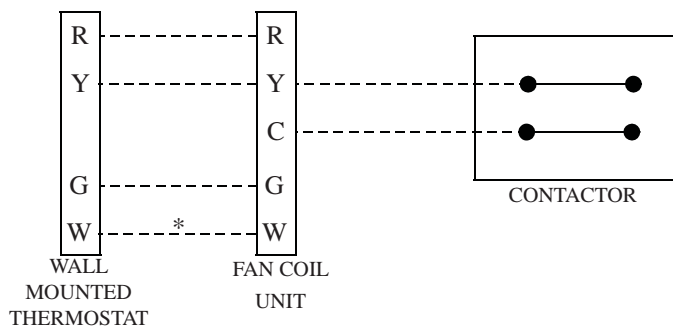 R R
Y Y
C
G G
W * W
CONTACTOR
WALL
MOUNTED
THERMOSTAT
FAN COIL
UNIT